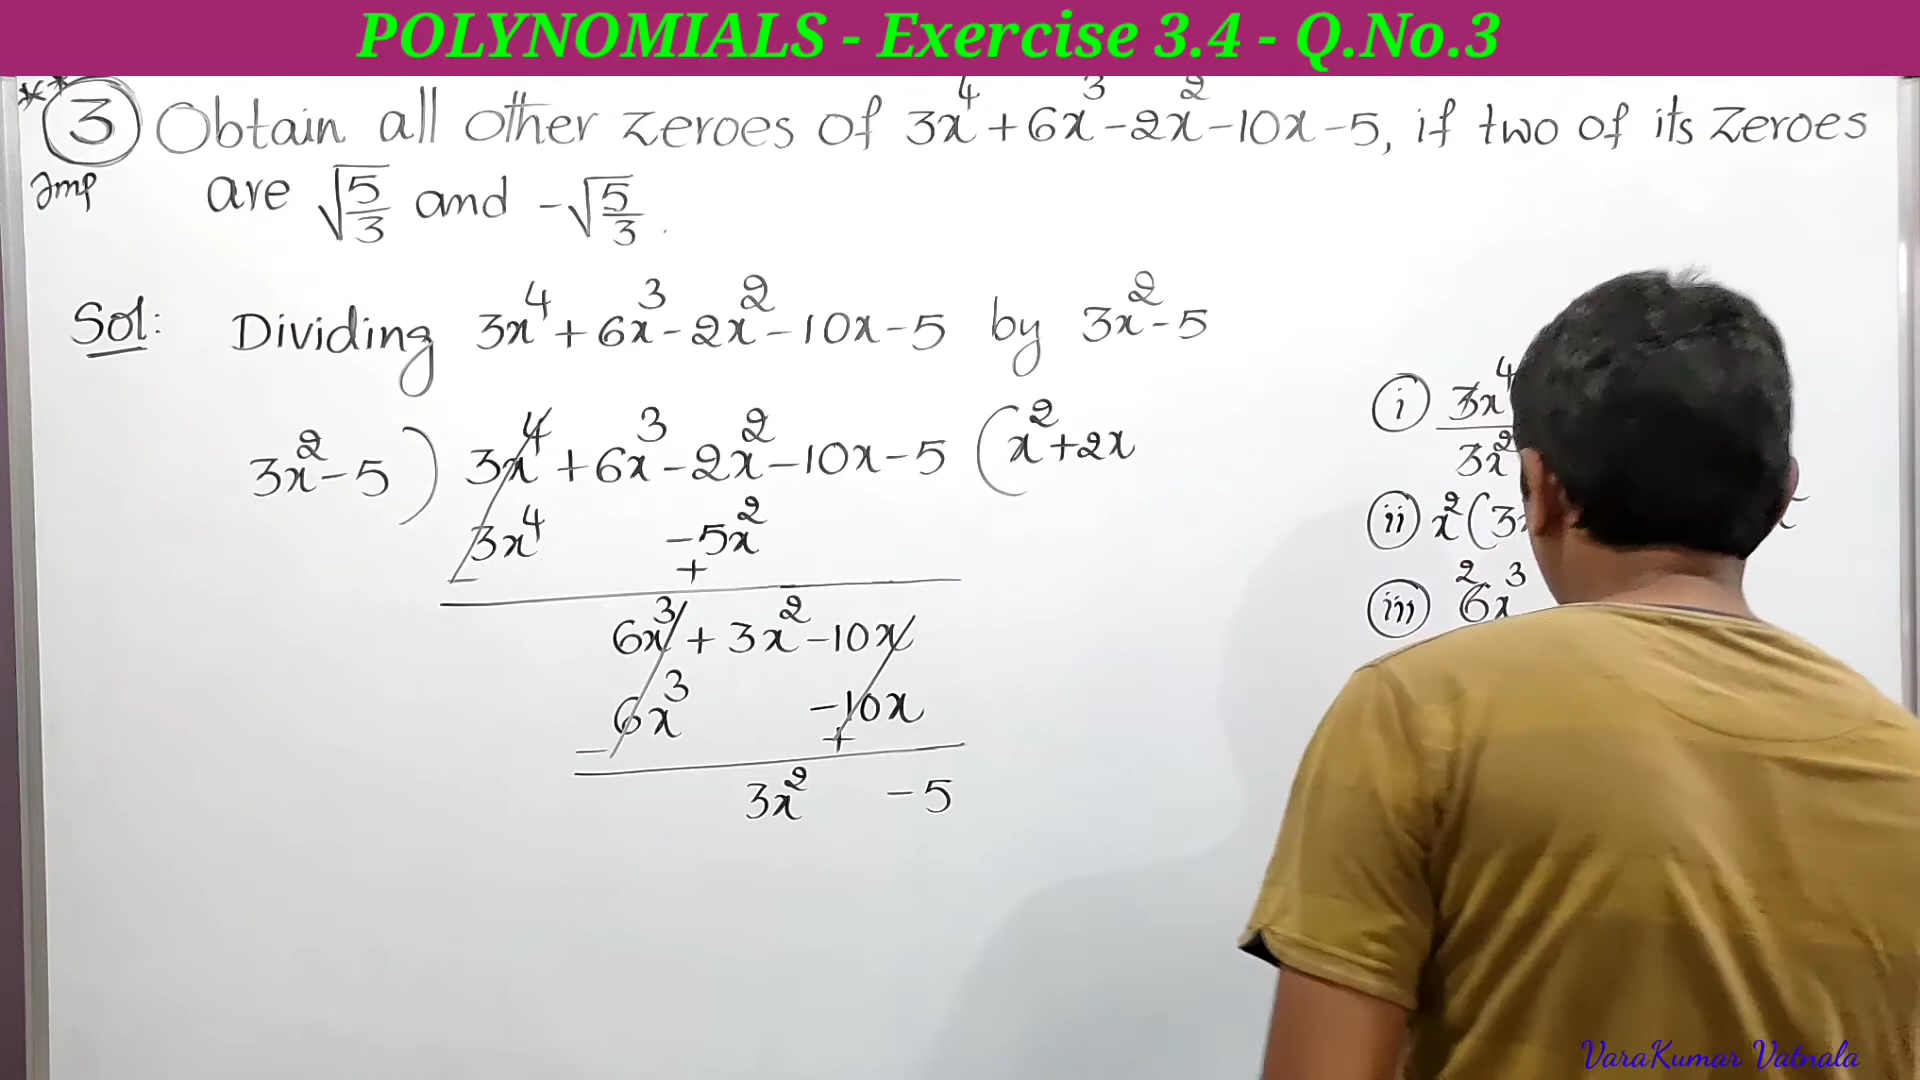 POLYNOMIALS - Exercise 3.4 - Q.No.3
** 3 Obtain all other zeroes of 3x⁴ + 6x³ - 2x² - 10x - 5, if two of its zeroes
Imp are √5/3 and -√5/3.
Sol: Dividing 3x⁴ + 6x³ - 2x² - 10x - 5 by 3x² - 5
3x² - 5 ) 3x⁴ + 6x³ - 2x² - 10x - 5 ( x² + 2x
3x⁴ - 5x²
- +
6x³ + 3x² - 10x
6x³ - 10x
- +
3x² - 5
i 3x⁴
3x²
ii x²(3x
iii 6x³
2
VaraKumar Vatnala